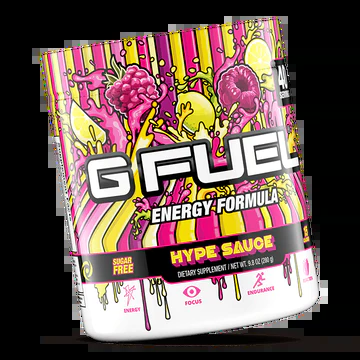 G FUEL
ENERGY FORMULA
SUGAR
FREE
HYPE SAUCE
DIETARY SUPPLEMENT / NET WT. 9.8 OZ (280 g)
ENERGY
FOCUS
ENDURANCE